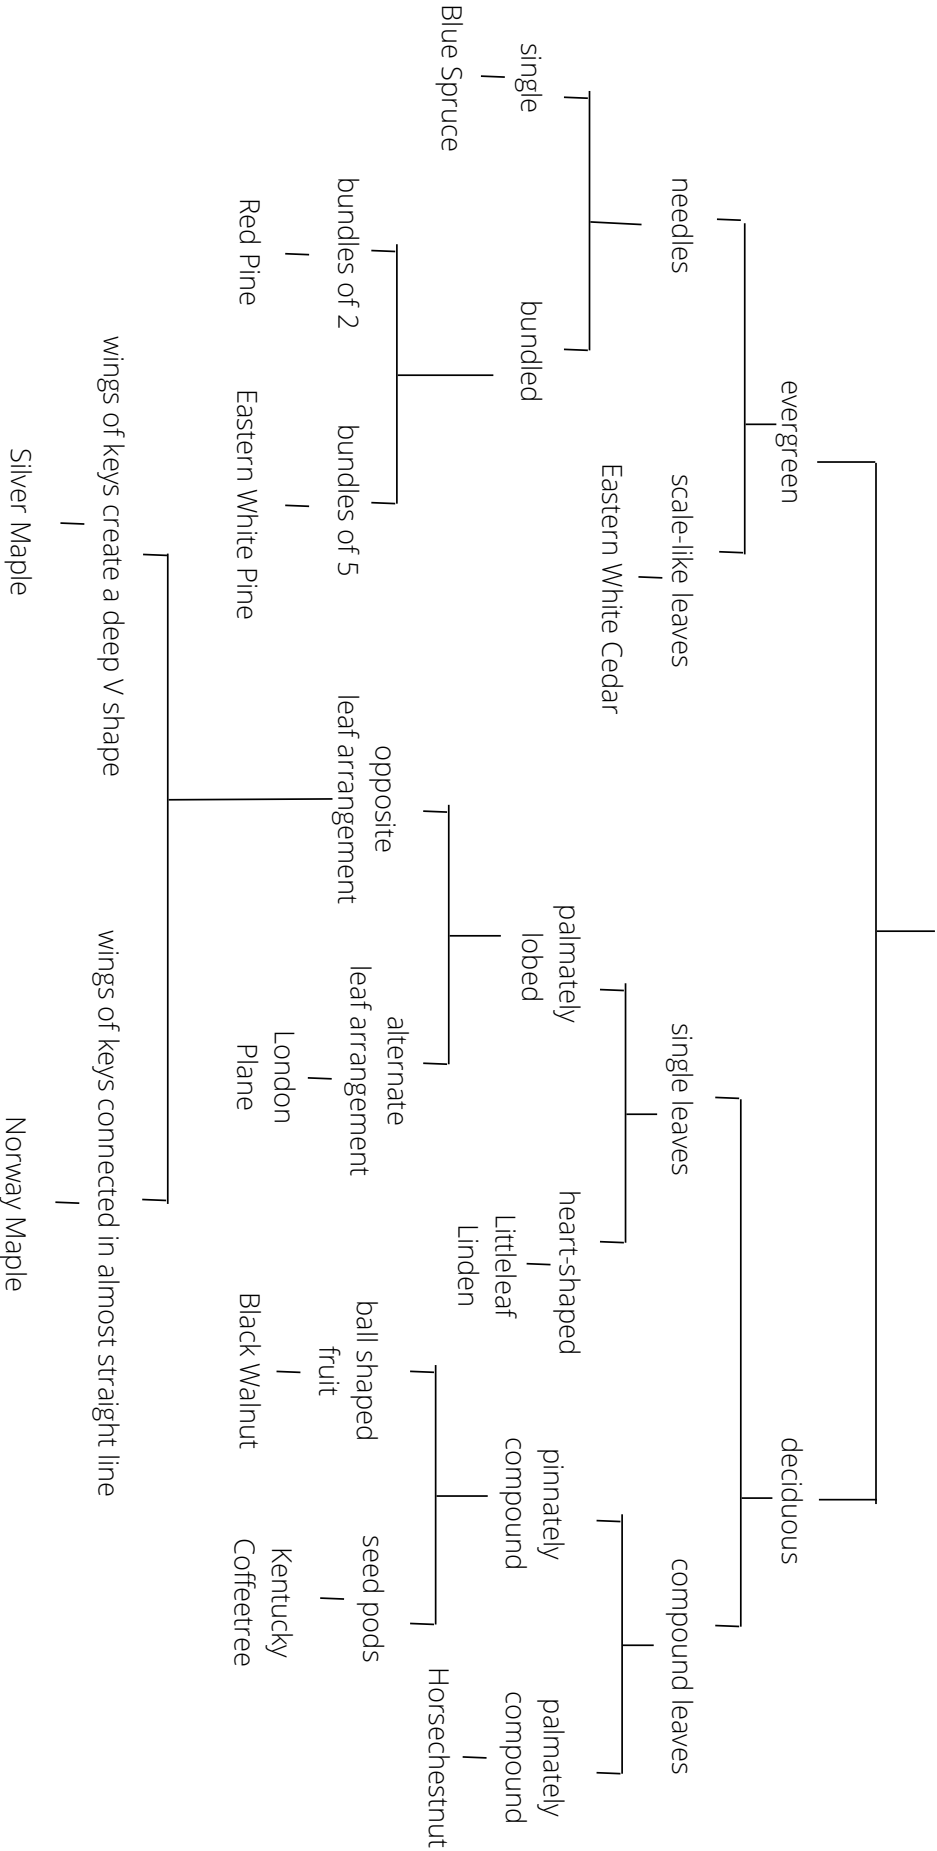 evergreen
deciduous
needles
scale-like leaves
Eastern White Cedar
single leaves
compound leaves
single
Blue Spruce
bundled
palmately
lobed
heart-shaped
Littleleaf
Linden
pinnately
compound
palmately
compound
Horsechestnut
bundles of 2
Red Pine
bundles of 5
Eastern White Pine
opposite
leaf arrangement
alternate
leaf arrangement
London
Plane
ball shaped
fruit
Black Walnut
seed pods
Kentucky
Coffeetree
wings of keys create a deep V shape
Silver Maple
wings of keys connected in almost straight line
Norway Maple